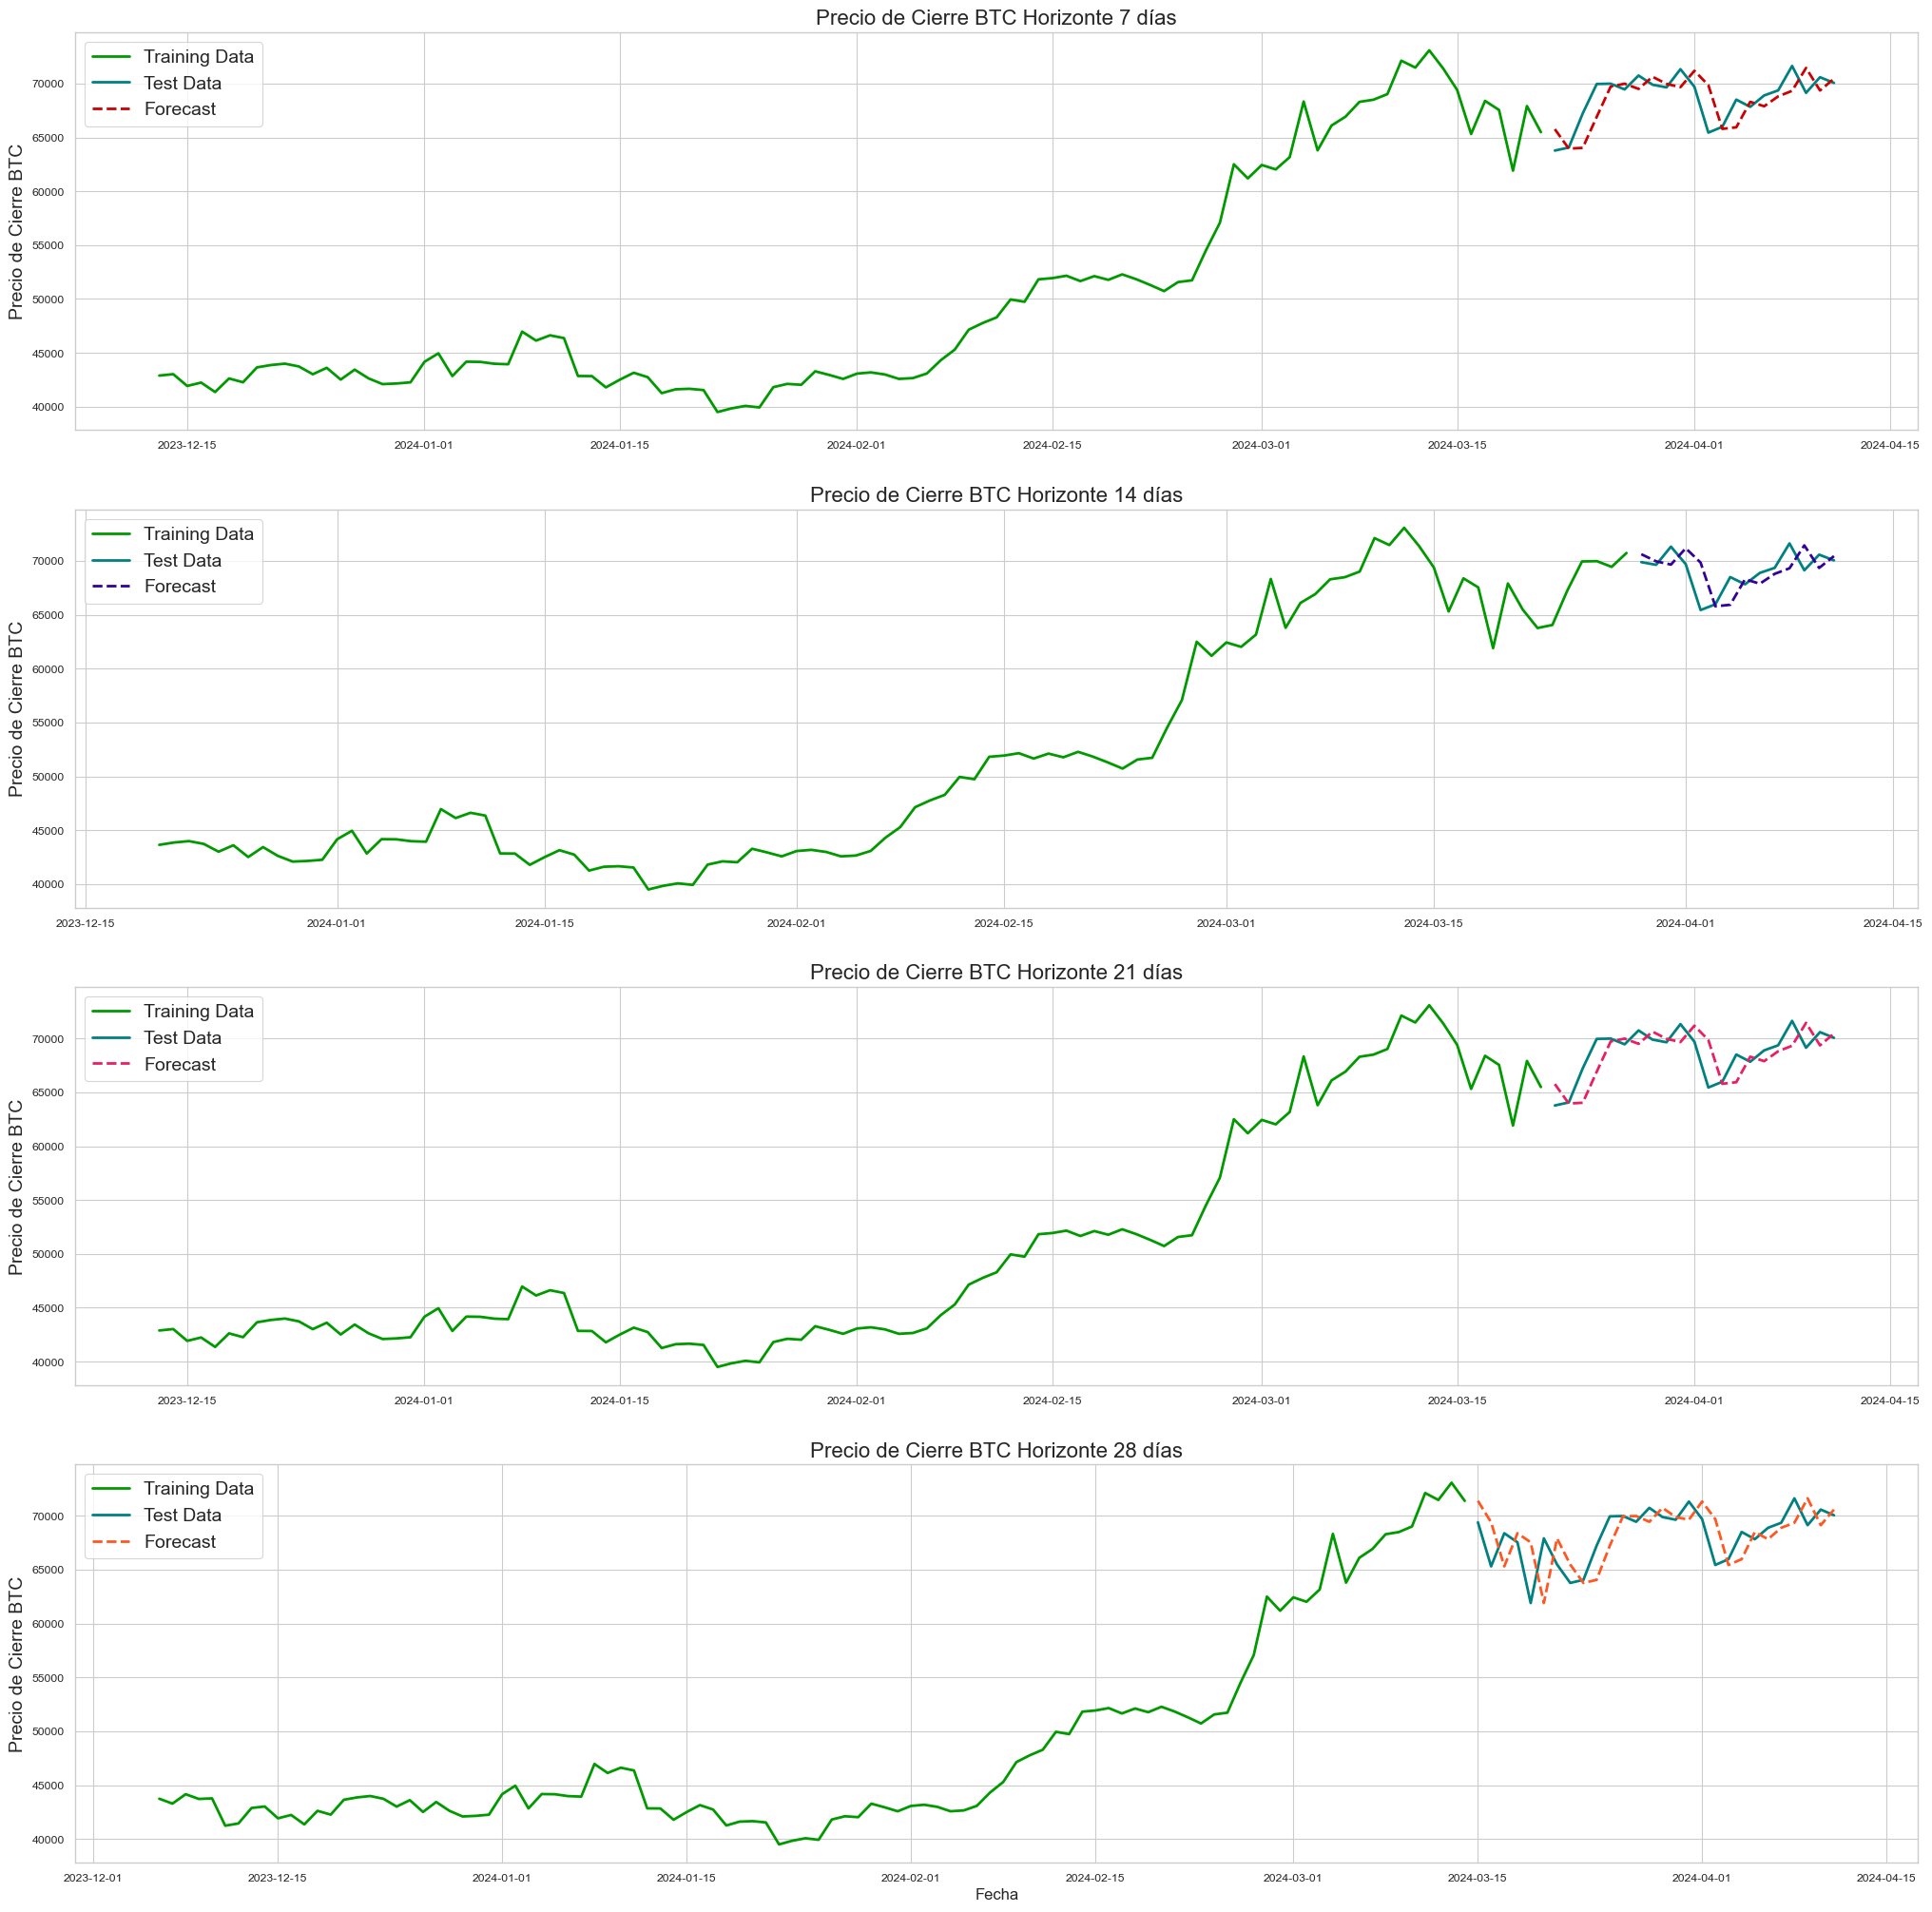 Precio de Cierre BTC Horizonte 7 días
Training Data
Test Data
Forecast
Precio de Cierre BTC
70000
65000
60000
55000
50000
45000
40000
2023-12-15 2024-01-01 2024-01-15 2024-02-01 2024-02-15 2024-03-01 2024-03-15 2024-04-01 2024-04-15
Precio de Cierre BTC Horizonte 14 días
Training Data
Test Data
Forecast
Precio de Cierre BTC
70000
65000
60000
55000
50000
45000
40000
2023-12-15 2024-01-01 2024-01-15 2024-02-01 2024-02-15 2024-03-01 2024-03-15 2024-04-01 2024-04-15
Precio de Cierre BTC Horizonte 21 días
Training Data
Test Data
Forecast
Precio de Cierre BTC
70000
65000
60000
55000
50000
45000
40000
2023-12-15 2024-01-01 2024-01-15 2024-02-01 2024-02-15 2024-03-01 2024-03-15 2024-04-01 2024-04-15
Precio de Cierre BTC Horizonte 28 días
Training Data
Test Data
Forecast
Precio de Cierre BTC
70000
65000
60000
55000
50000
45000
40000
2023-12-01 2023-12-15 2024-01-01 2024-01-15 2024-02-01 2024-02-15 2024-03-01 2024-03-15 2024-04-01 2024-04-15
Fecha